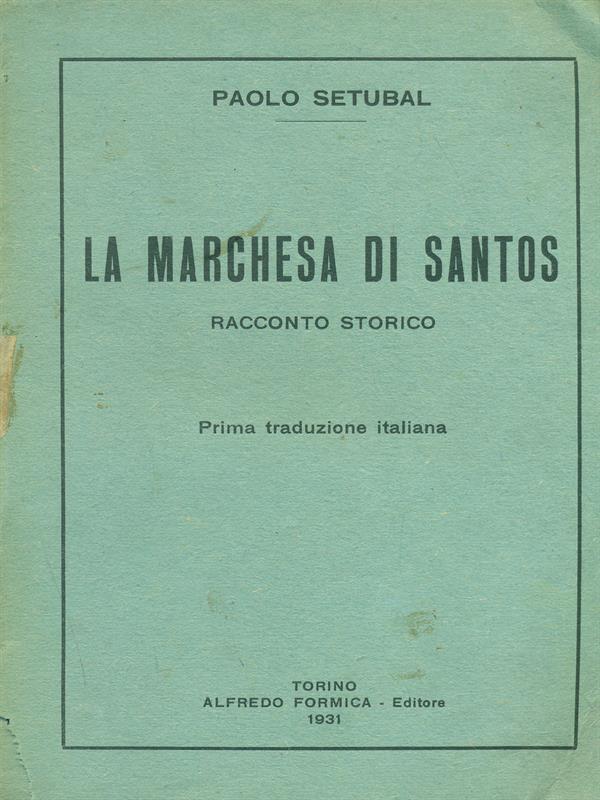 PAOLO SETUBAL
LA MARCHESA DI SANTOS
RACCONTO STORICO
Prima traduzione italiana
TORINO
ALFREDO FORMICA - Editore
1931